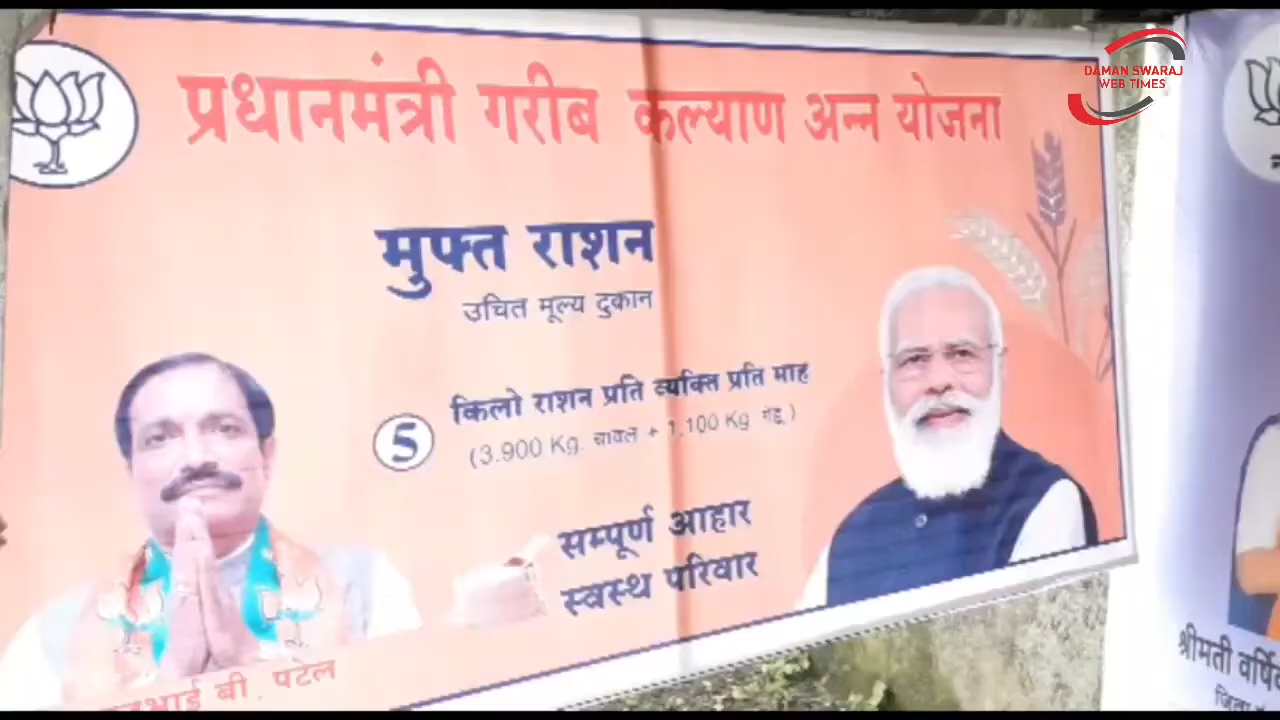 DAMAN SWARAJ
WEB TIMES
प्रधानमंत्री गरीब कल्याण अन्न योजना
मुफ्त राशन
उचित मूल्य दुकान
5 किलो राशन प्रति व्यक्ति प्रति माह
(3.900 Kg. चावल + 1.100 Kg गेहू )
सम्पूर्ण आहार
स्वस्थ परिवार
बी . पटेल
श्रीमती